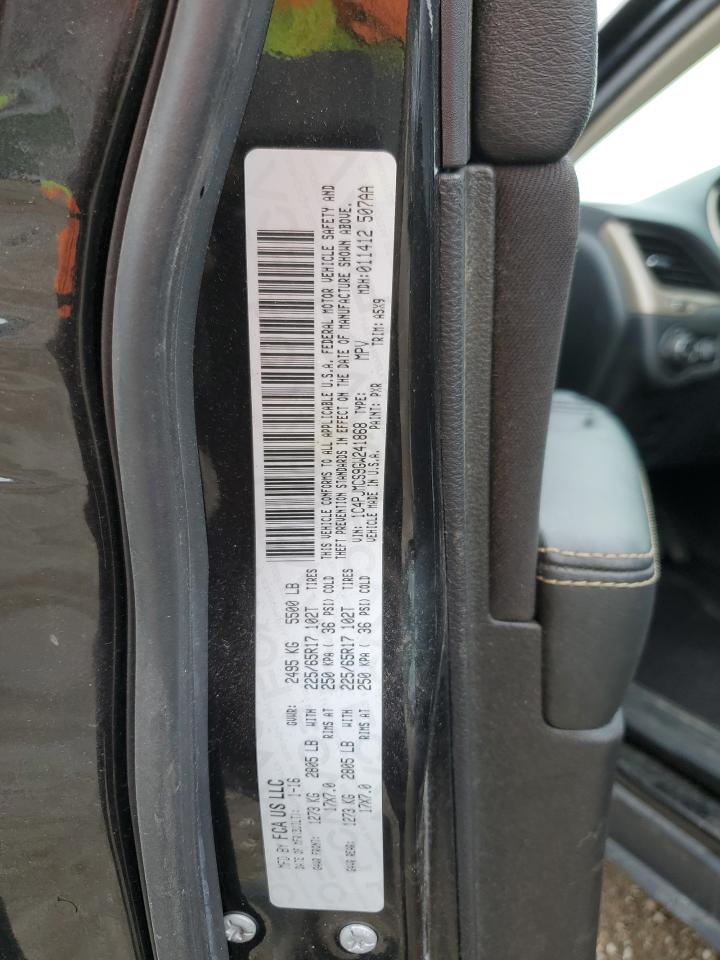 MFD BY FCA US LLC
DATE OF MFR(BUILT): 1-16 GVWR: 2495 KG 5500 LB
GAWR FRONT: 1273 KG 2805 LB WITH 225/65R17 102T TIRES
17X7.0 RIMS AT 250 KPA ( 36 PSI) COLD
GAWR REAR: 1273 KG 2805 LB WITH 225/65R17 102T TIRES
17X7.0 RIMS AT 250 KPA ( 36 PSI) COLD
THIS VEHICLE CONFORMS TO ALL APPLICABLE U.S.A. FEDERAL MOTOR VEHICLE SAFETY AND
THEFT PREVENTION STANDARDS IN EFFECT ON THE DATE OF MANUFACTURE SHOWN ABOVE.
VIN: 1C4PJMCS9GW241868 TYPE: MPV MDH:011412 507AA
VEHICLE MADE IN U.S.A. PAINT: PXR TRIM: A5X9